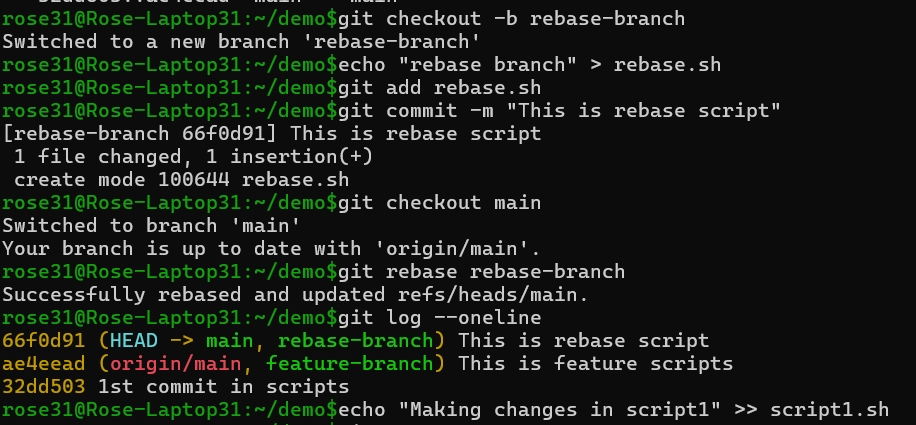 rose31@Rose-Laptop31:~/demo$git checkout -b rebase-branch
Switched to a new branch 'rebase-branch'
rose31@Rose-Laptop31:~/demo$echo "rebase branch" > rebase.sh
rose31@Rose-Laptop31:~/demo$git add rebase.sh
rose31@Rose-Laptop31:~/demo$git commit -m "This is rebase script"
[rebase-branch 66f0d91] This is rebase script
 1 file changed, 1 insertion(+)
 create mode 100644 rebase.sh
rose31@Rose-Laptop31:~/demo$git checkout main
Switched to branch 'main'
Your branch is up to date with 'origin/main'.
rose31@Rose-Laptop31:~/demo$git rebase rebase-branch
Successfully rebased and updated refs/heads/main.
rose31@Rose-Laptop31:~/demo$git log --oneline
66f0d91 (HEAD -> main, rebase-branch) This is rebase script
ae4eead (origin/main, feature-branch) This is feature scripts
32dd503 1st commit in scripts
rose31@Rose-Laptop31:~/demo$echo "Making changes in script1" >> script1.sh